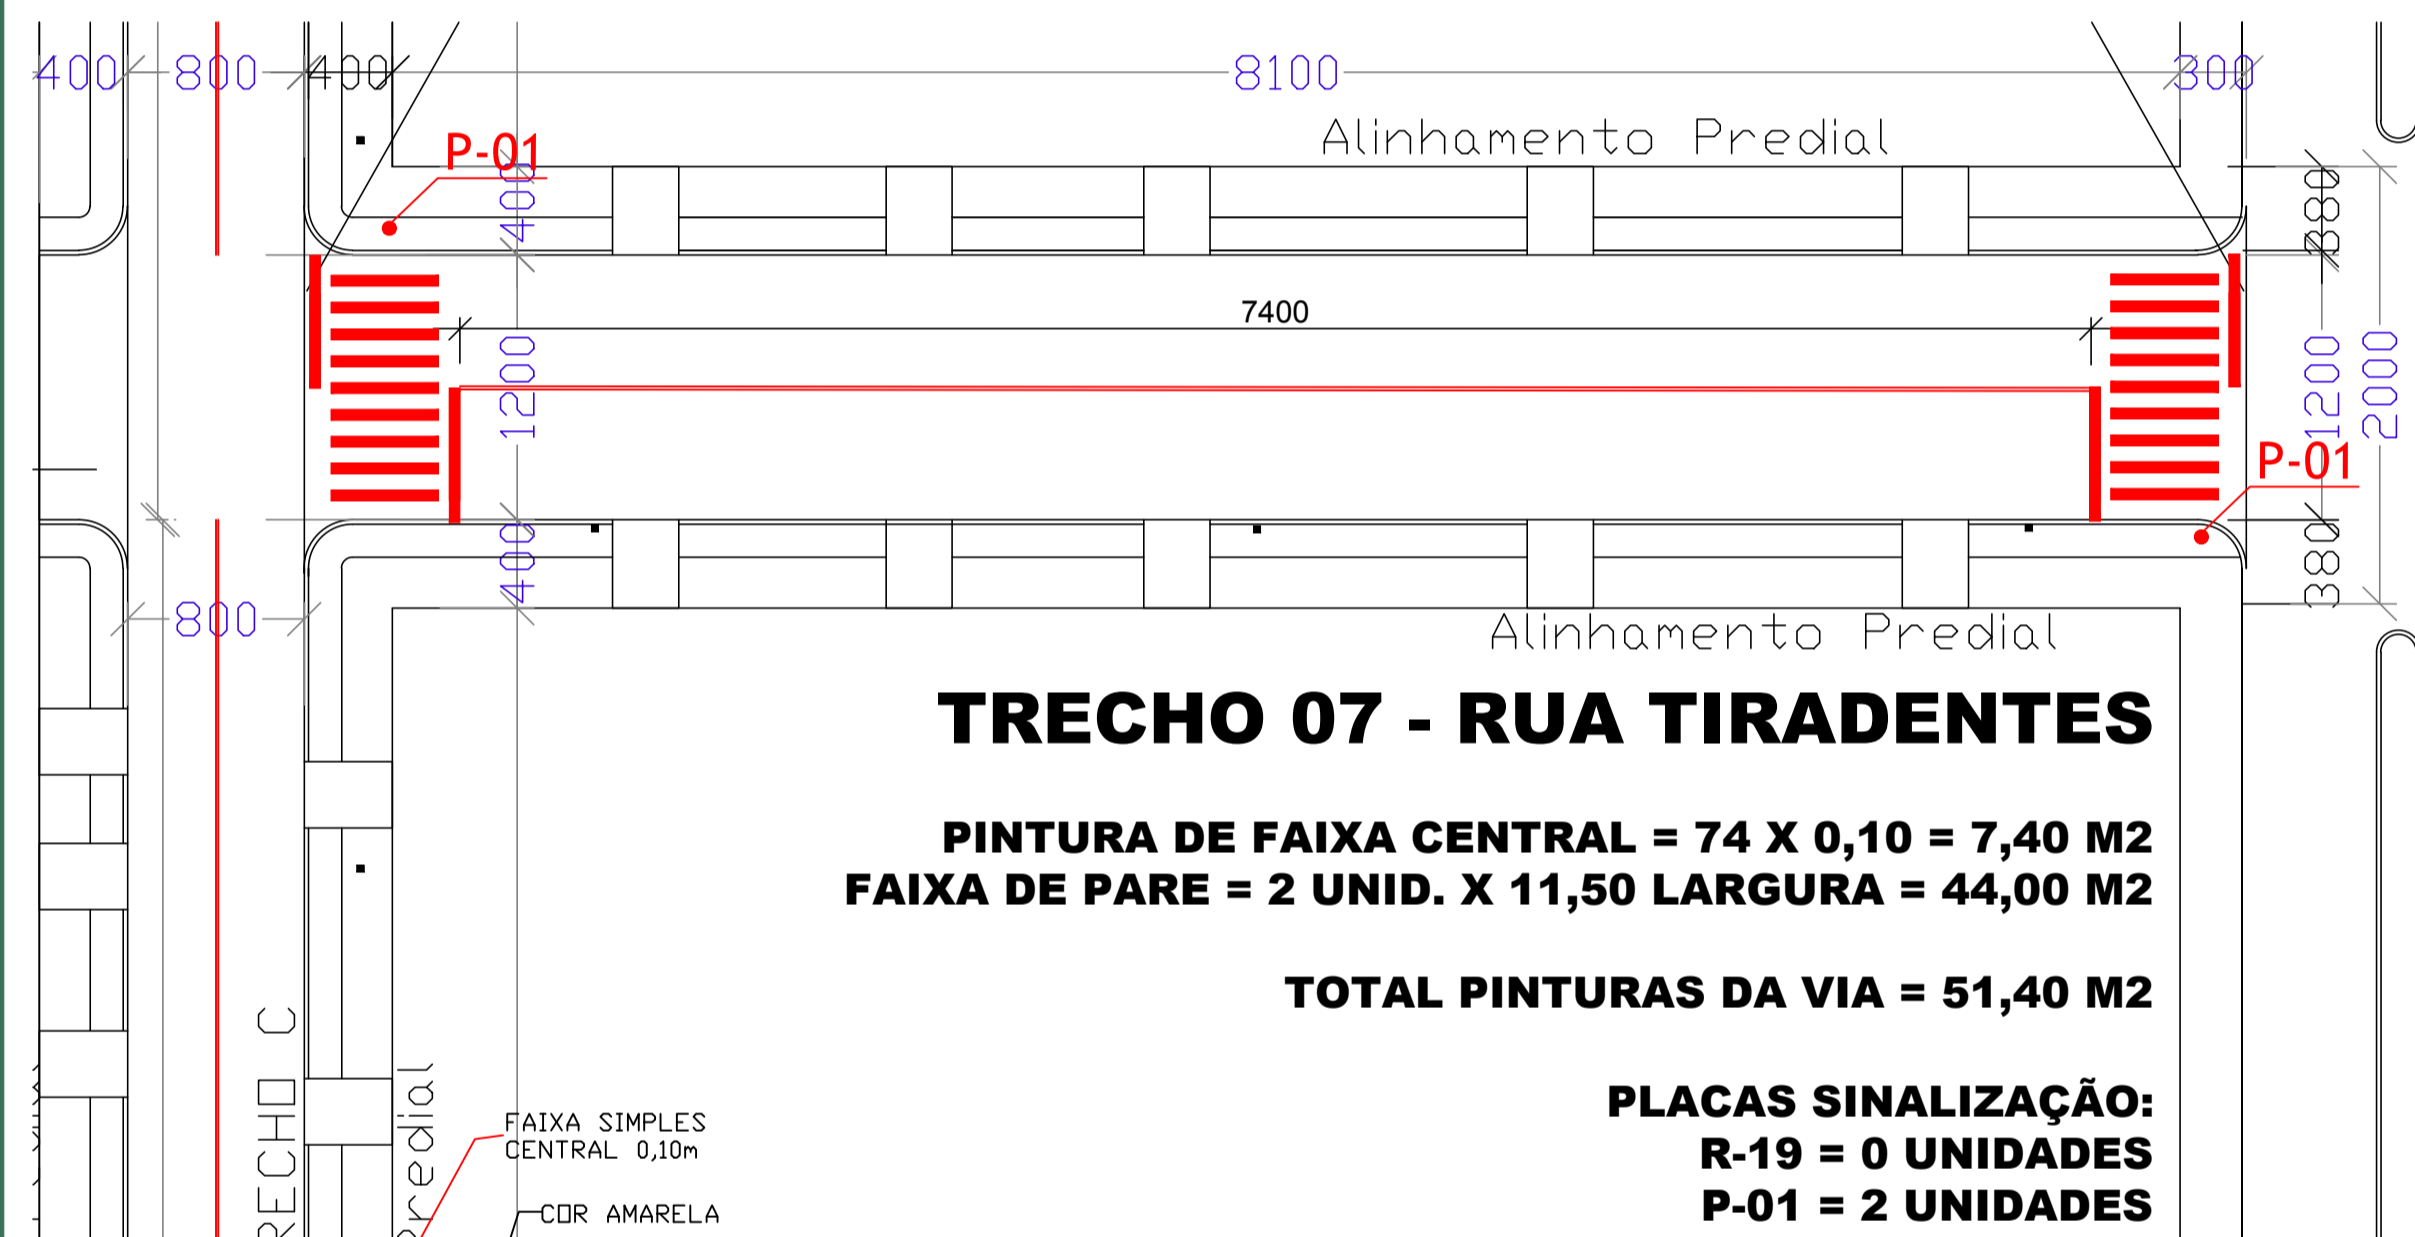 400
800
400
8100
300
Alinhamento Predial
P-01
400
380
7400
1200
1200
2000
P-01
400
380
800
Alinhamento Predial
TRECHO 07 - RUA TIRADENTES
PINTURA DE FAIXA CENTRAL = 74 X 0,10 = 7,40 M2
FAIXA DE PARE = 2 UNID. X 11,50 LARGURA = 44,00 M2
TOTAL PINTURAS DA VIA = 51,40 M2
PLACAS SINALIZAÇÃO:
R-19 = 0 UNIDADES
P-01 = 2 UNIDADES
RECHO C
Predial
FAIXA SIMPLES
CENTRAL 0,10m
COR AMARELA